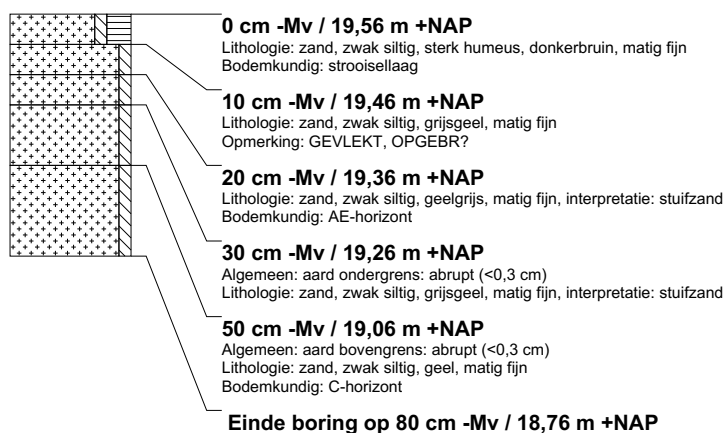 0 cm -Mv / 19,56 m +NAP
Lithologie: zand, zwak siltig, sterk humeus, donkerbruin, matig fijn
Bodemkundig: strooisellaag
10 cm -Mv / 19,46 m +NAP
Lithologie: zand, zwak siltig, grijsgeel, matig fijn
Opmerking: GEVLEKT, OPGEBR?
20 cm -Mv / 19,36 m +NAP
Lithologie: zand, zwak siltig, geelgrijs, matig fijn, interpretatie: stuifzand
Bodemkundig: AE-horizont
30 cm -Mv / 19,26 m +NAP
Algemeen: aard ondergrens: abrupt (<0,3 cm)
Lithologie: zand, zwak siltig, grijsgeel, matig fijn, interpretatie: stuifzand
50 cm -Mv / 19,06 m +NAP
Algemeen: aard bovengrens: abrupt (<0,3 cm)
Lithologie: zand, zwak siltig, geel, matig fijn
Bodemkundig: C-horizont
Einde boring op 80 cm -Mv / 18,76 m +NAP